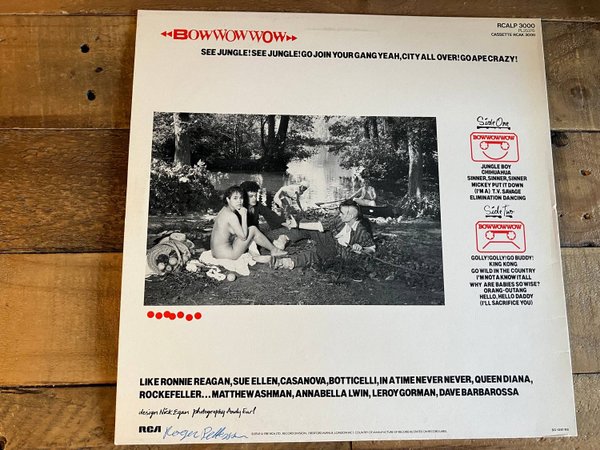 BOWWOWWOW
RCALP 3000
CASSETTE RCAK 3000
SEE JUNGLE! SEE JUNGLE! GO JOIN YOUR GANG YEAH, CITY ALL OVER! GO APE CRAZY!
Side One
BOWWOWWOW
JUNGLE BOY
CHIHUAHUA
SINNER, SINNER, SINNER
MICKEY PUT IT DOWN
(I'M A) T.V. SAVAGE
ELIMINATION DANCING
Side Two
BOWWOWWOW
GOLLY! GOLLY! GO BUDDY!
KING KONG
GO WILD IN THE COUNTRY
I'M NOT A KNOW IT ALL
WHY ARE BABIES SO WISE?
ORANG-OUTANG
HELLO, HELLO DADDY
(I'LL SACRIFICE YOU)
LIKE RONNIE REAGAN, SUE ELLEN, CASANOVA, BOTTICELLI, IN A TIME NEVER NEVER, QUEEN DIANA,
ROCKEFELLER... MATTHEW ASHMAN, ANNABELLA LWIN, LEROY GORMAN, DAVE BARBAROSSA
design Nick Egan photography Andy Earl
RCA
Roger